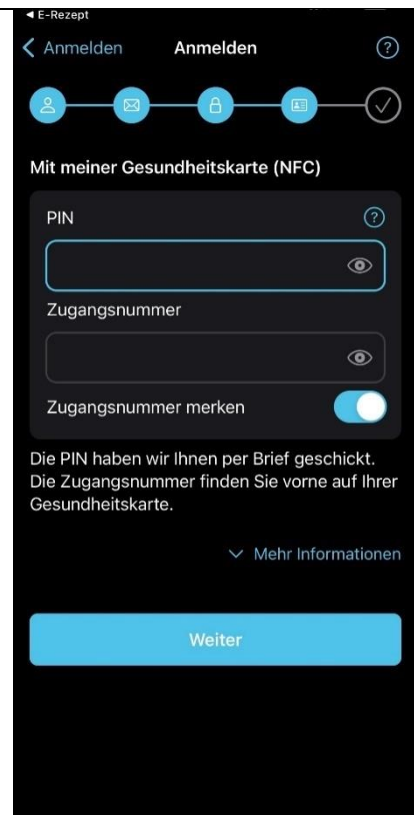 ◀ E-Rezept
Anmelden
Anmelden
?
Mit meiner Gesundheitskarte (NFC)
PIN
?
Zugangsnummer
Zugangsnummer merken
Die PIN haben wir Ihnen per Brief geschickt.
Die Zugangsnummer finden Sie vorne auf Ihrer
Gesundheitskarte.
Mehr Informationen
Weiter